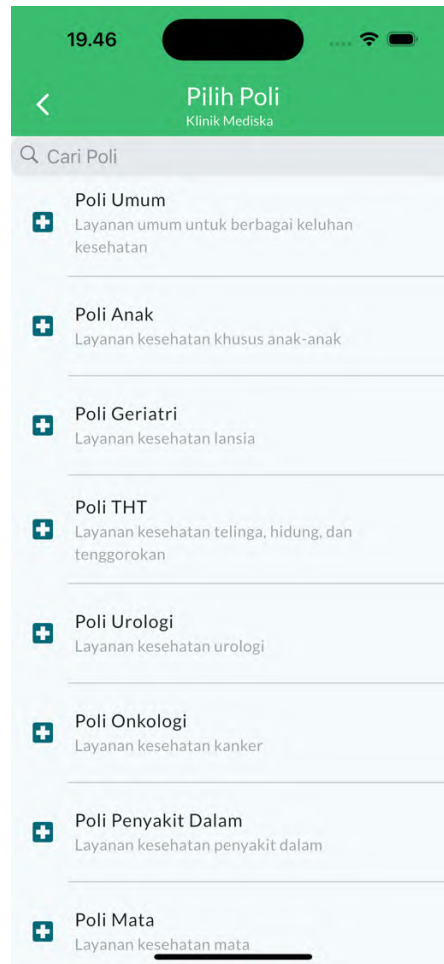 19.46
Pilih Poli
Klinik Mediska
Cari Poli
Poli Umum
Layanan umum untuk berbagai keluhan
kesehatan
Poli Anak
Layanan kesehatan khusus anak-anak
Poli Geriatri
Layanan kesehatan lansia
Poli THT
Layanan kesehatan telinga, hidung, dan
tenggorokan
Poli Urologi
Layanan kesehatan urologi
Poli Onkologi
Layanan kesehatan kanker
Poli Penyakit Dalam
Layanan kesehatan penyakit dalam
Poli Mata
Layanan kesehatan mata